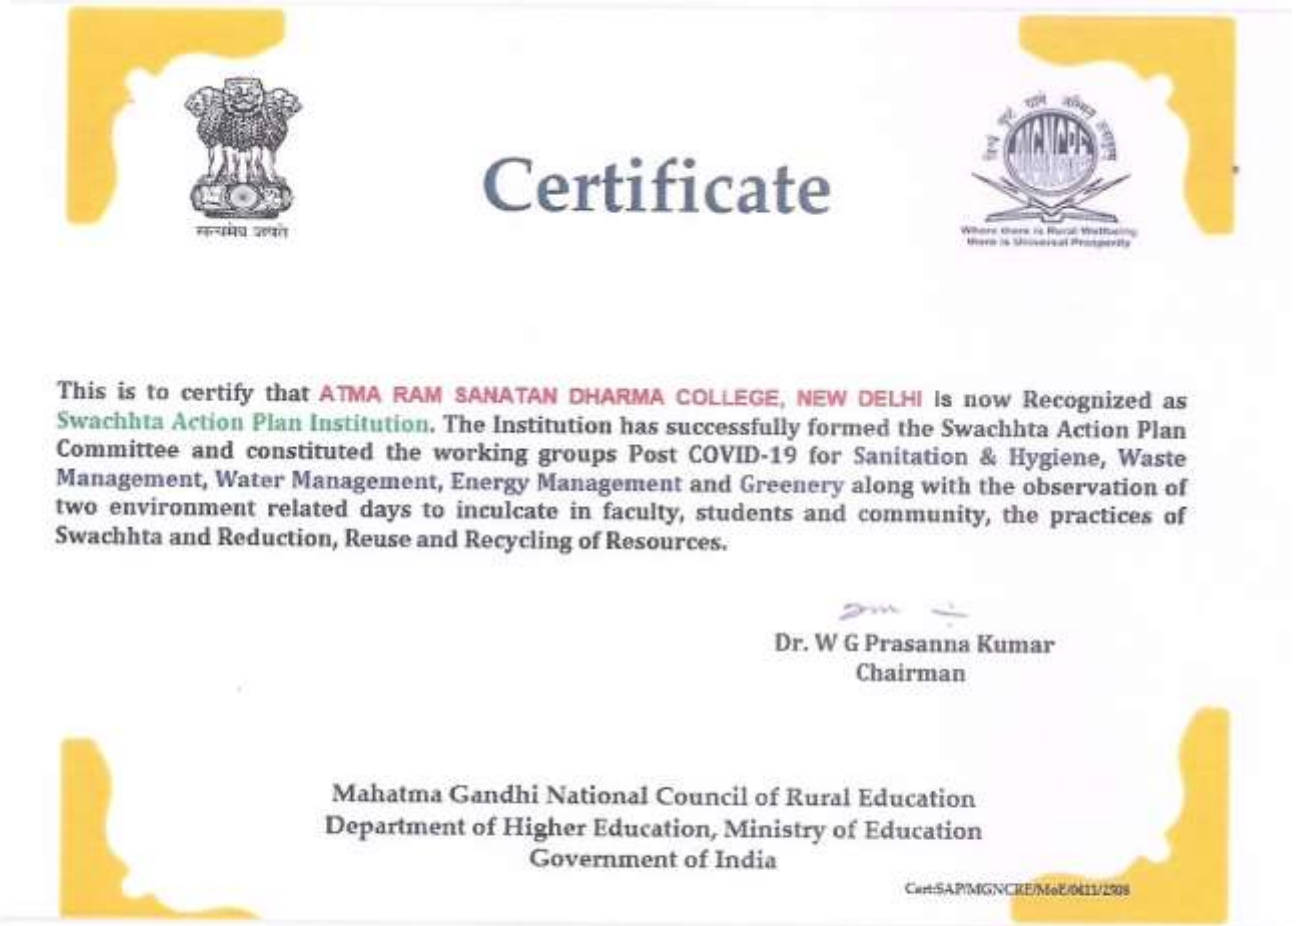 Certificate
सत्यमेव जयते
Where there is Rural Wellbeing
there is Universal Prosperity
This is to certify that ATMA RAM SANATAN DHARMA COLLEGE, NEW DELHI is now Recognized as
Swachhta Action Plan Institution. The Institution has successfully formed the Swachhta Action Plan
Committee and constituted the working groups Post COVID-19 for Sanitation & Hygiene, Waste
Management, Water Management, Energy Management and Greenery along with the observation of
two environment related days to inculcate in faculty, students and community, the practices of
Swachhta and Reduction, Reuse and Recycling of Resources.
Dr. W G Prasanna Kumar
Chairman
Mahatma Gandhi National Council of Rural Education
Department of Higher Education, Ministry of Education
Government of India